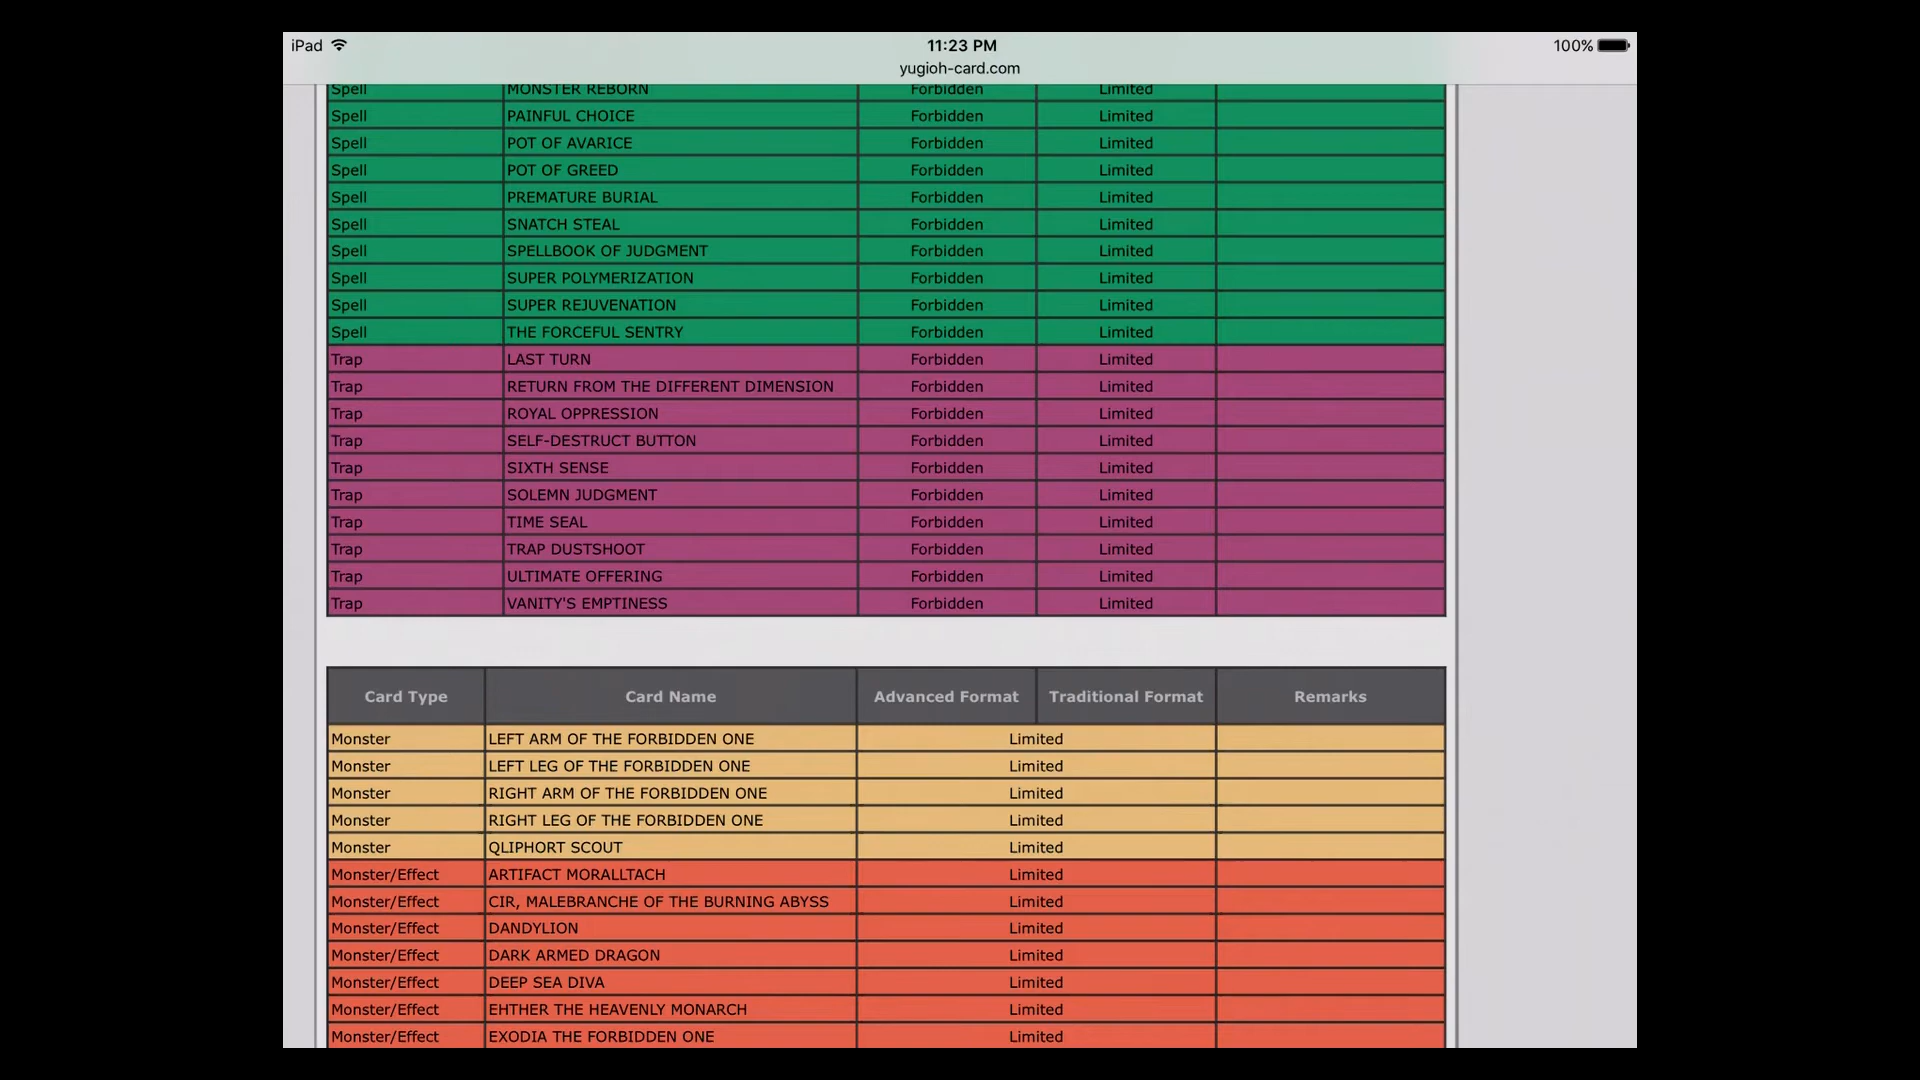 iPad 11:23 PM 100%
yugioh-card.com
Spell MONSTER REBORN Forbidden Limited
Spell PAINFUL CHOICE Forbidden Limited
Spell POT OF AVARICE Forbidden Limited
Spell POT OF GREED Forbidden Limited
Spell PREMATURE BURIAL Forbidden Limited
Spell SNATCH STEAL Forbidden Limited
Spell SPELLBOOK OF JUDGMENT Forbidden Limited
Spell SUPER POLYMERIZATION Forbidden Limited
Spell SUPER REJUVENATION Forbidden Limited
Spell THE FORCEFUL SENTRY Forbidden Limited
Trap LAST TURN Forbidden Limited
Trap RETURN FROM THE DIFFERENT DIMENSION Forbidden Limited
Trap ROYAL OPPRESSION Forbidden Limited
Trap SELF-DESTRUCT BUTTON Forbidden Limited
Trap SIXTH SENSE Forbidden Limited
Trap SOLEMN JUDGMENT Forbidden Limited
Trap TIME SEAL Forbidden Limited
Trap TRAP DUSTSHOOT Forbidden Limited
Trap ULTIMATE OFFERING Forbidden Limited
Trap VANITY'S EMPTINESS Forbidden Limited
Card Type Card Name Advanced Format Traditional Format Remarks
Monster LEFT ARM OF THE FORBIDDEN ONE Limited
Monster LEFT LEG OF THE FORBIDDEN ONE Limited
Monster RIGHT ARM OF THE FORBIDDEN ONE Limited
Monster RIGHT LEG OF THE FORBIDDEN ONE Limited
Monster QLIPHORT SCOUT Limited
Monster/Effect ARTIFACT MORALLTACH Limited
Monster/Effect CIR, MALEBRANCHE OF THE BURNING ABYSS Limited
Monster/Effect DANDYLION Limited
Monster/Effect DARK ARMED DRAGON Limited
Monster/Effect DEEP SEA DIVA Limited
Monster/Effect EHTHER THE HEAVENLY MONARCH Limited
Monster/Effect EXODIA THE FORBIDDEN ONE Limited